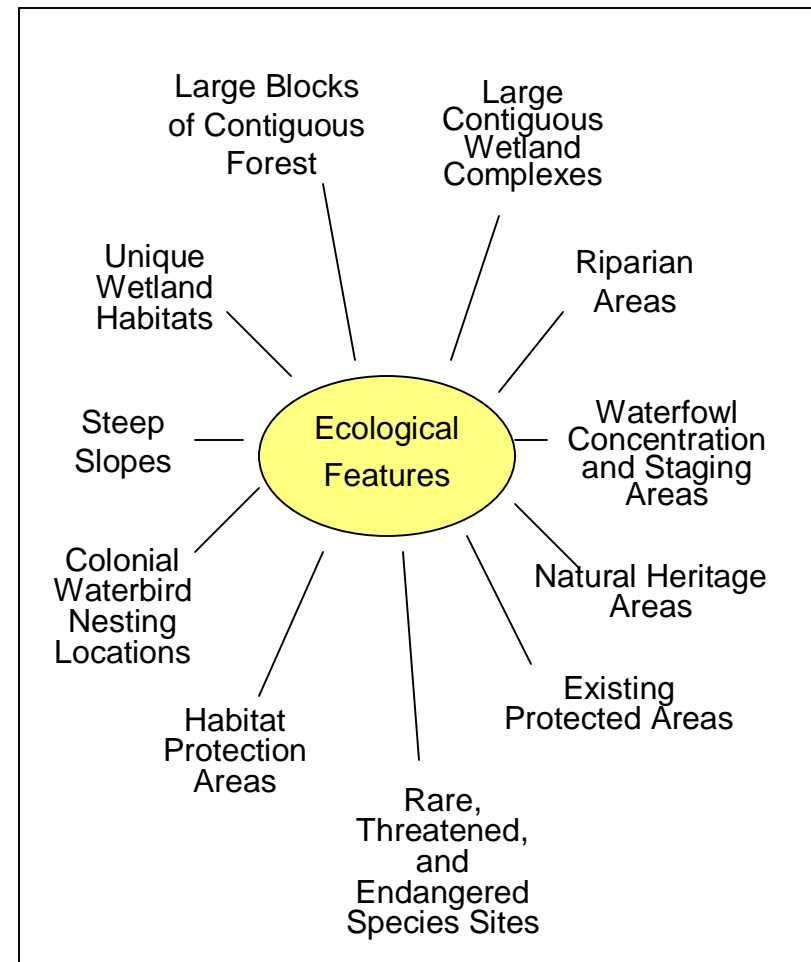 Large Blocks
of Contiguous
Forest
Large
Contiguous
Wetland
Complexes
Unique
Wetland
Habitats
Riparian
Areas
Steep
Slopes
Ecological
Features
Waterfowl
Concentration
and Staging
Areas
Colonial
Waterbird
Nesting
Locations
Natural Heritage
Areas
Habitat
Protection
Areas
Existing
Protected Areas
Rare,
Threatened,
and
Endangered
Species Sites